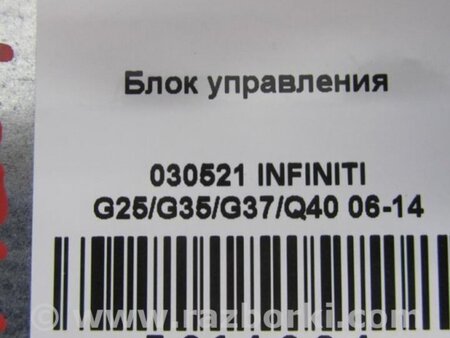 Блок управления
030521 INFINITI
G25/G35/G37/Q40 06-14
www.razborki.com